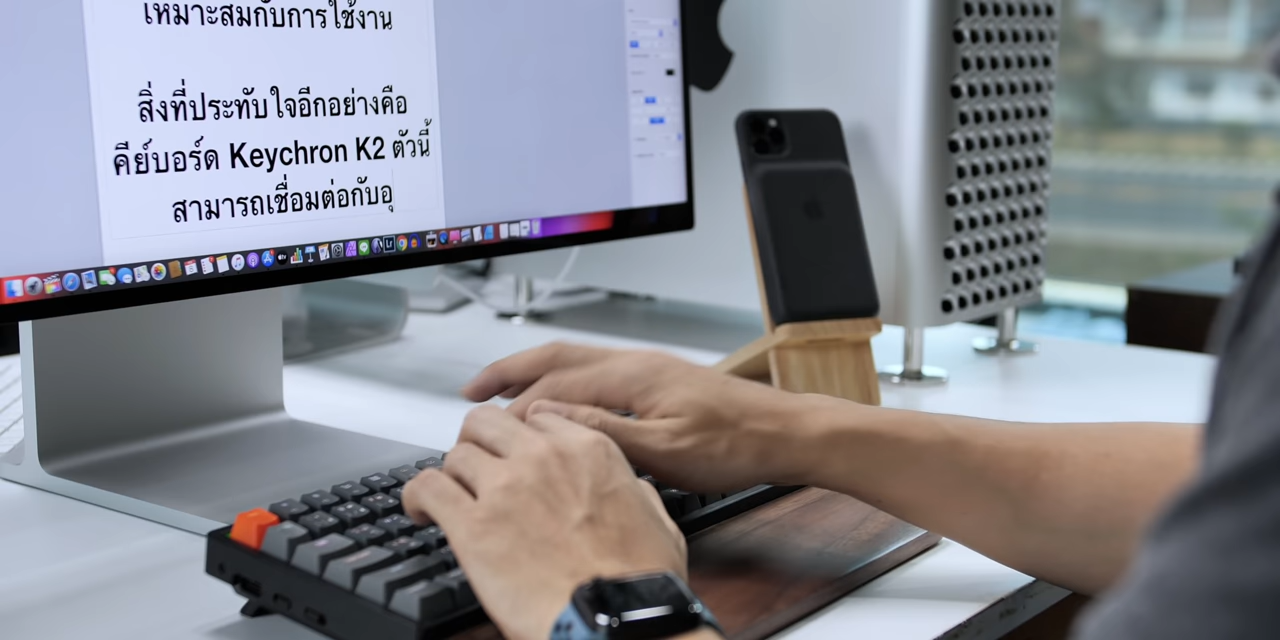 เหมาะสมกับการใช้งาน
สิ่งที่ประทับใจอีกอย่างคือ
คีย์บอร์ด Keychron K2 ตัวนี้
สามารถเชื่อมต่อกับอุ